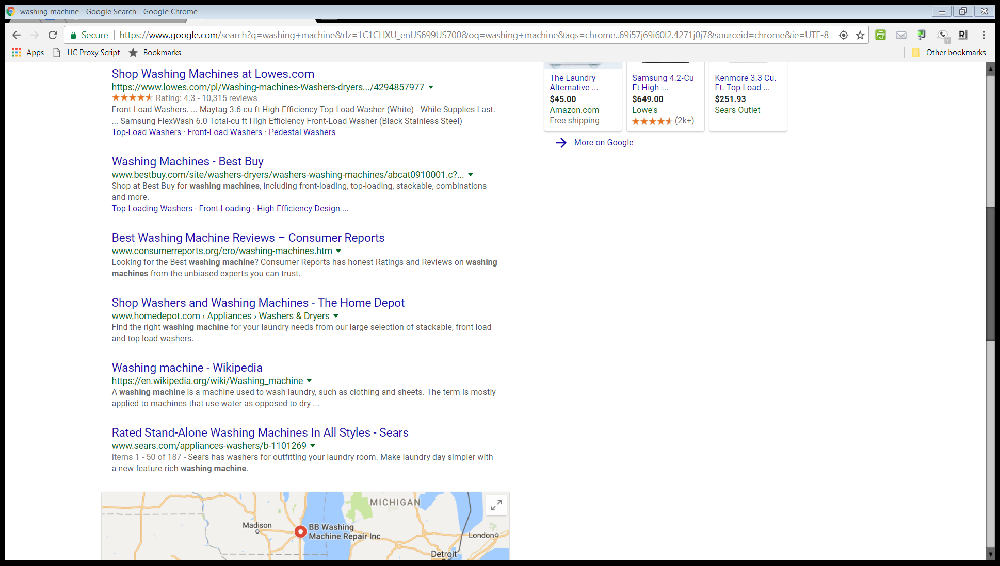 washing machine - Google Search - Google Chrome
Secure https://www.google.com/search?q=washing+machine&rlz=1C1CHXU_enUS699US700&oq=washing+machine&aqs=chrome..69i57j69i60l2.4271j0j7&sourceid=chrome&ie=UTF-8
Apps UC Proxy Script Bookmarks Other bookmarks
Shop Washing Machines at Lowes.com
https://www.lowes.com/pl/Washing-machines-Washers-dryers.../4294857977
Rating: 4.3 - 10,315 reviews
Front-Load Washers. ... Maytag 3.6-cu ft High-Efficiency Top-Load Washer (White) - While Supplies Last.
... Samsung FlexWash 6.0 Total-cu ft High Efficiency Front-Load Washer (Black Stainless Steel)
Top-Load Washers · Front-Load Washers · Pedestal Washers
Washing Machines - Best Buy
www.bestbuy.com/site/washers-dryers/washers-washing-machines/abcat0910001.c?...
Shop at Best Buy for washing machines, including front-loading, top-loading, stackable, combinations
and more.
Top-Loading Washers · Front-Loading · High-Efficiency Design ...
Best Washing Machine Reviews – Consumer Reports
www.consumerreports.org/cro/washing-machines.htm
Looking for the Best washing machine? Consumer Reports has honest Ratings and Reviews on washing
machines from the unbiased experts you can trust.
Shop Washers and Washing Machines - The Home Depot
www.homedepot.com › Appliances › Washers & Dryers
Find the right washing machine for your laundry needs from our large selection of stackable, front load
and top load washers.
Washing machine - Wikipedia
https://en.wikipedia.org/wiki/Washing_machine
A washing machine is a machine used to wash laundry, such as clothing and sheets. The term is mostly
applied to machines that use water as opposed to dry ...
Rated Stand-Alone Washing Machines In All Styles - Sears
www.sears.com/appliances-washers/b-1101269
Items 1 - 50 of 187 - Sears has washers for outfitting your laundry room. Make laundry day simpler with
a new feature-rich washing machine.
MICHIGAN
Madison
BB Washing
Machine Repair Inc
London
Detroit
The Laundry
Alternative ...
$45.00
Amazon.com
Free shipping
Samsung 4.2-Cu
Ft High-...
$649.00
Lowe's
(2k+)
Kenmore 3.3 Cu.
Ft. Top Load ...
$251.93
Sears Outlet
More on Google